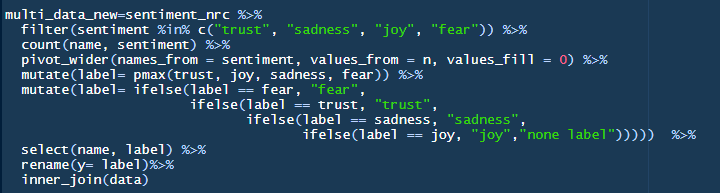 multi_data_new=sentiment_nrc %>%
  filter(sentiment %in% c("trust", "sadness", "joy", "fear")) %>%
  count(name, sentiment) %>%
  pivot_wider(names_from = sentiment, values_from = n, values_fill = 0) %>%
  mutate(label= pmax(trust, joy, sadness, fear)) %>%
  mutate(label= ifelse(label == fear, "fear",
                       ifelse(label == trust, "trust",
                              ifelse(label == sadness, "sadness",
                                     ifelse(label == joy, "joy","none label")))))  %>%
  select(name, label) %>%
  rename(y= label)%>%
  inner_join(data)